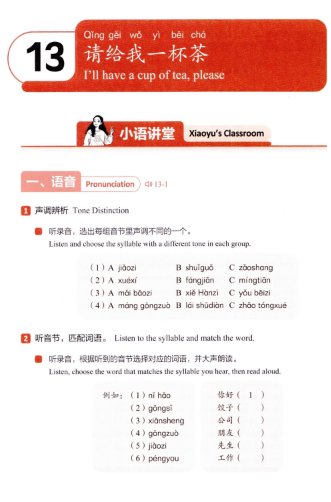 13
Qǐng gěi wǒ yì bēi chá
请给我一杯茶
I'll have a cup of tea, please
小语讲堂 Xiaoyu's Classroom
一、语音 Pronunciation 13-1
1 声调辨析 Tone Distinction
听录音，选出每组音节里声调不同的一个。
Listen and choose the syllable with a different tone in each group.
(1) A jiǎozi B shuǐguǒ C zǎoshang
(2) A xuéxí B fángjiān C míngtiān
(3) A mǎi bāozi B xiě Hànzì C yǒu bēizi
(4) A máng gōngzuò B lái shūdiàn C zhǎo tóngxué
2 听音节，匹配词语。 Listen to the syllable and match the word.
听录音，根据听到的音节选择对应的词语，并大声朗读。
Listen, choose the word that matches the syllable you hear, then read aloud.
例如：(1) nǐ hǎo 你好 ( 1 )
(2) gōngsī 饺子 ( )
(3) xiānsheng 公司 ( )
(4) gōngzuò 朋友 ( )
(5) jiǎozi 先生 ( )
(6) péngyou 工作 ( )